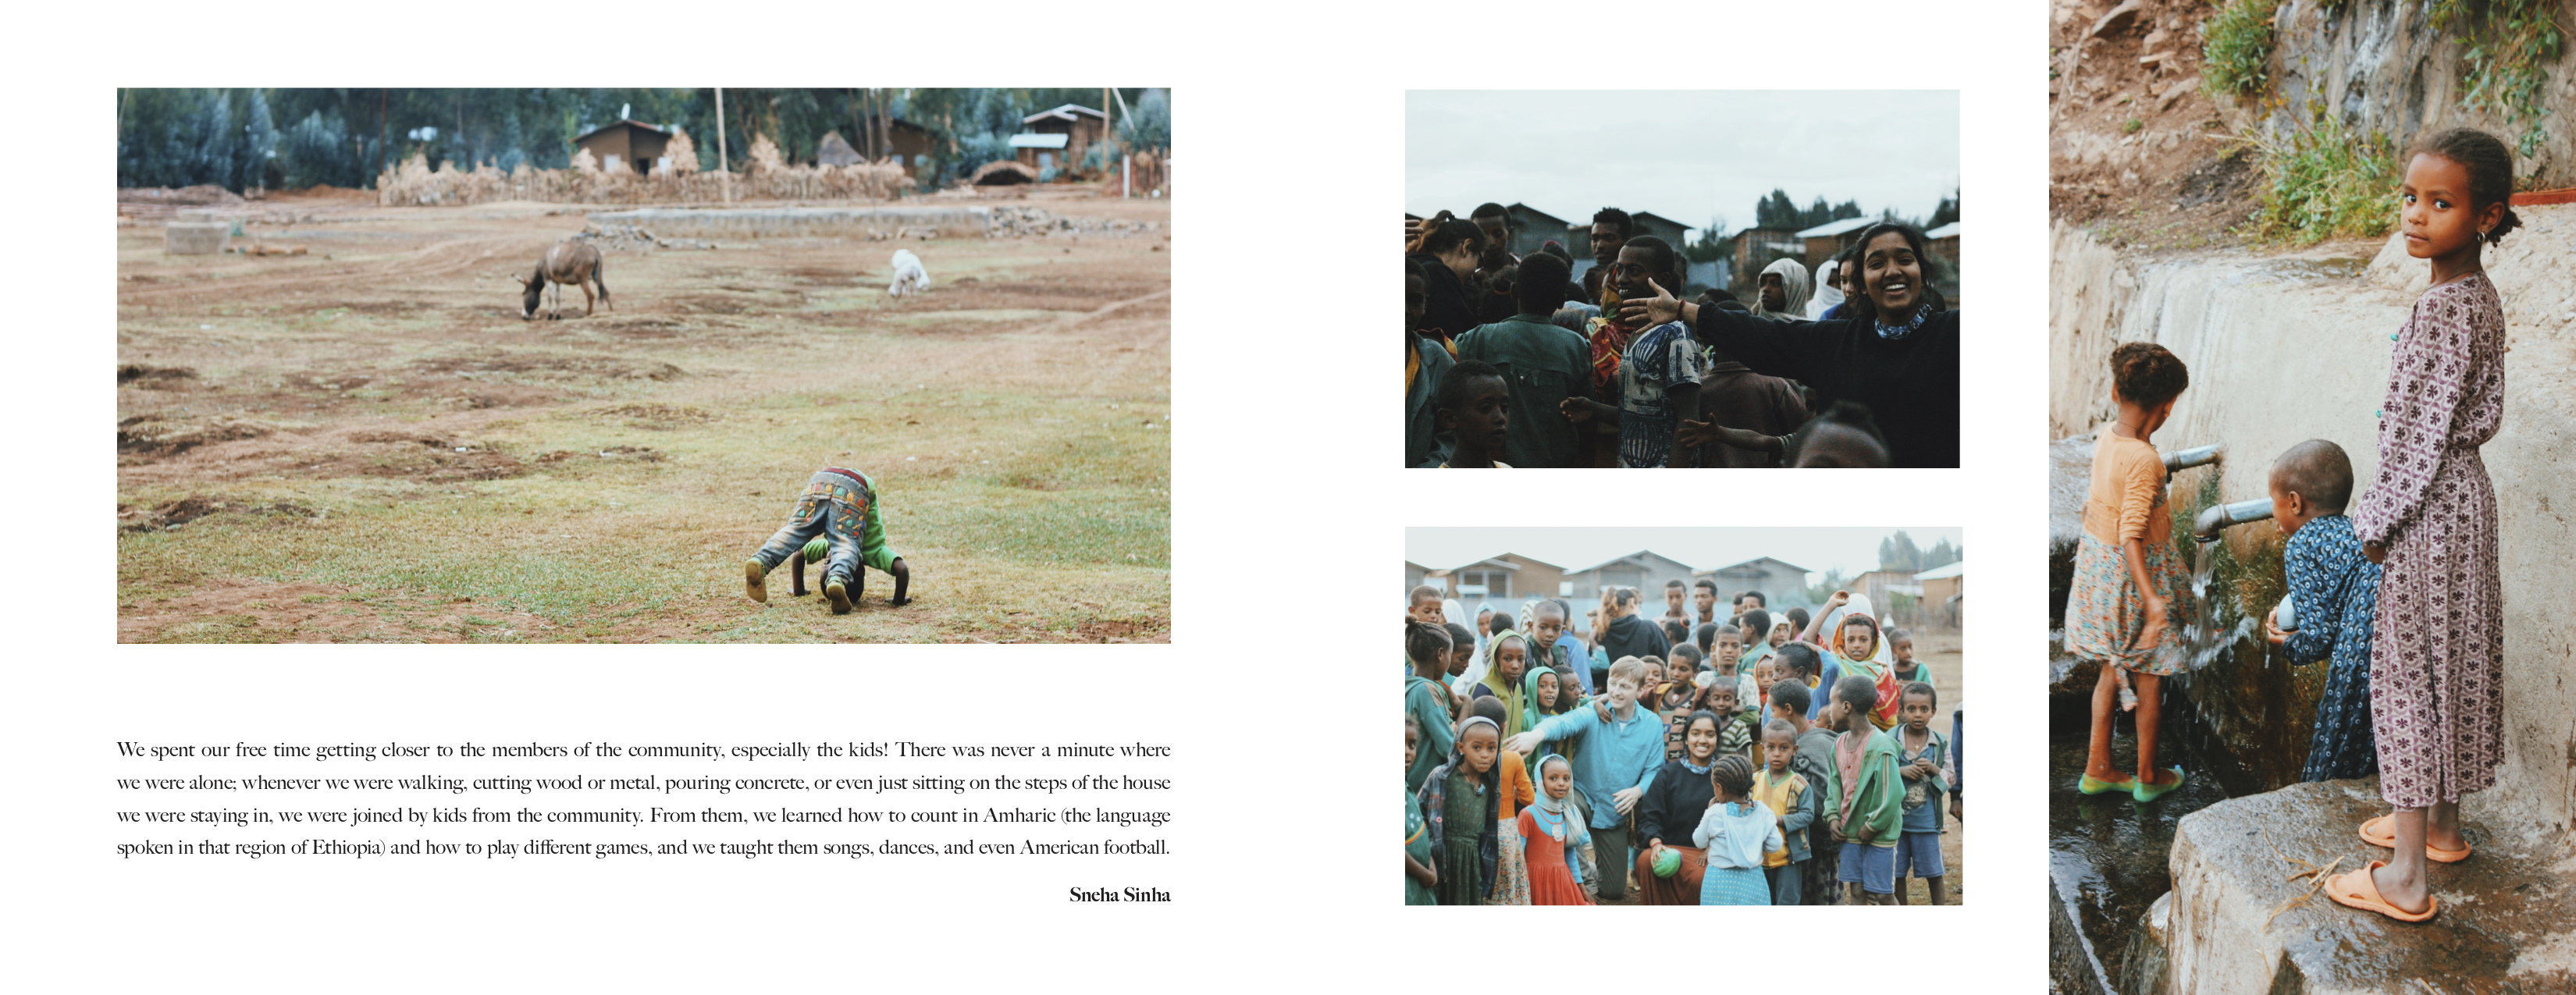 We spent our free time getting closer to the members of the community, especially the kids! There was never a minute where
we were alone; whenever we were walking, cutting wood or metal, pouring concrete, or even just sitting on the steps of the house
we were staying in, we were joined by kids from the community. From them, we learned how to count in Amharic (the language
spoken in that region of Ethiopia) and how to play different games, and we taught them songs, dances, and even American football.
Sneha Sinha